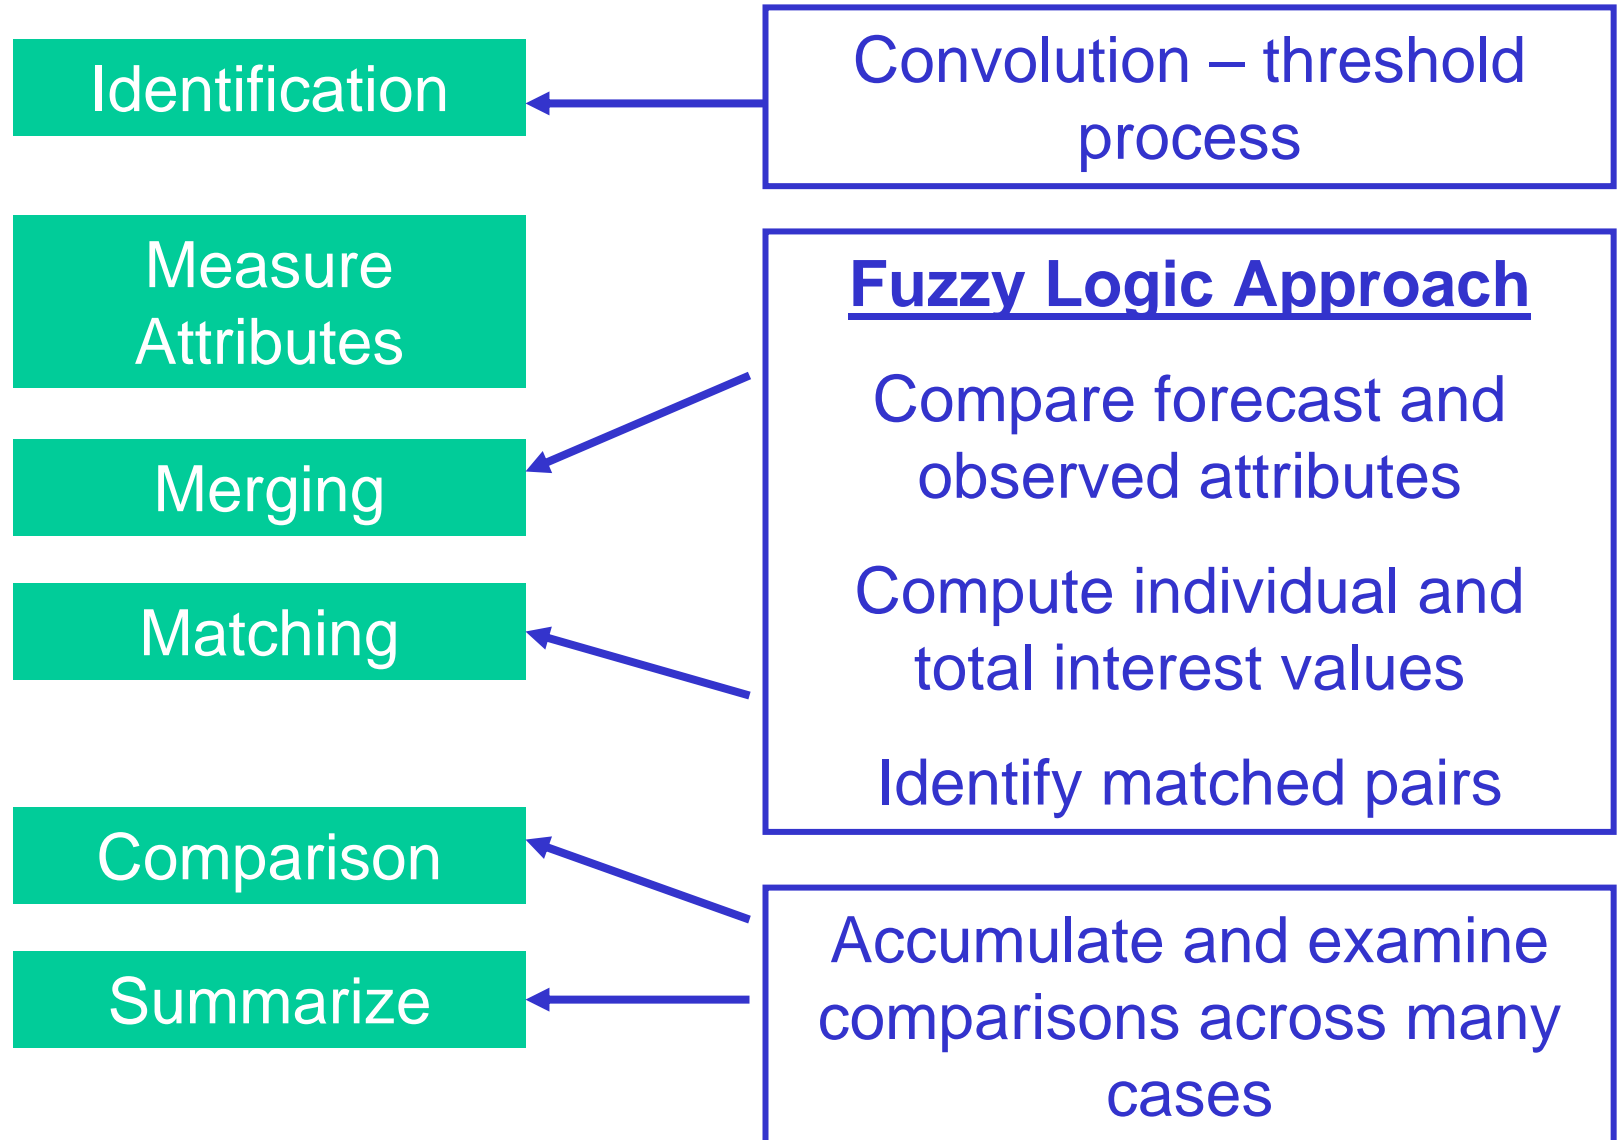 Identification
Measure
Attributes
Merging
Matching
Comparison
Summarize
Convolution – threshold
process
Fuzzy Logic Approach
Compare forecast and
observed attributes
Compute individual and
total interest values
Identify matched pairs
Accumulate and examine
comparisons across many
cases